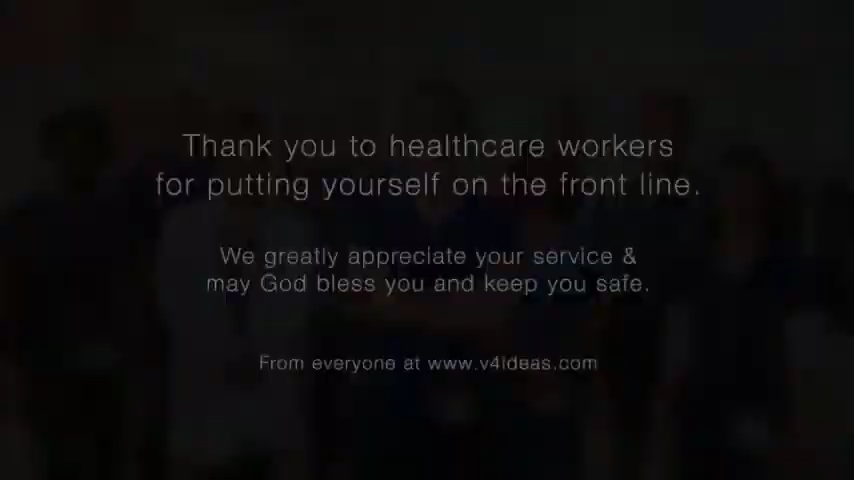 Thank you to healthcare workers
for putting yourself on the front line.
We greatly appreciate your service &
may God bless you and keep you safe.
From everyone at www.v4ideas.com